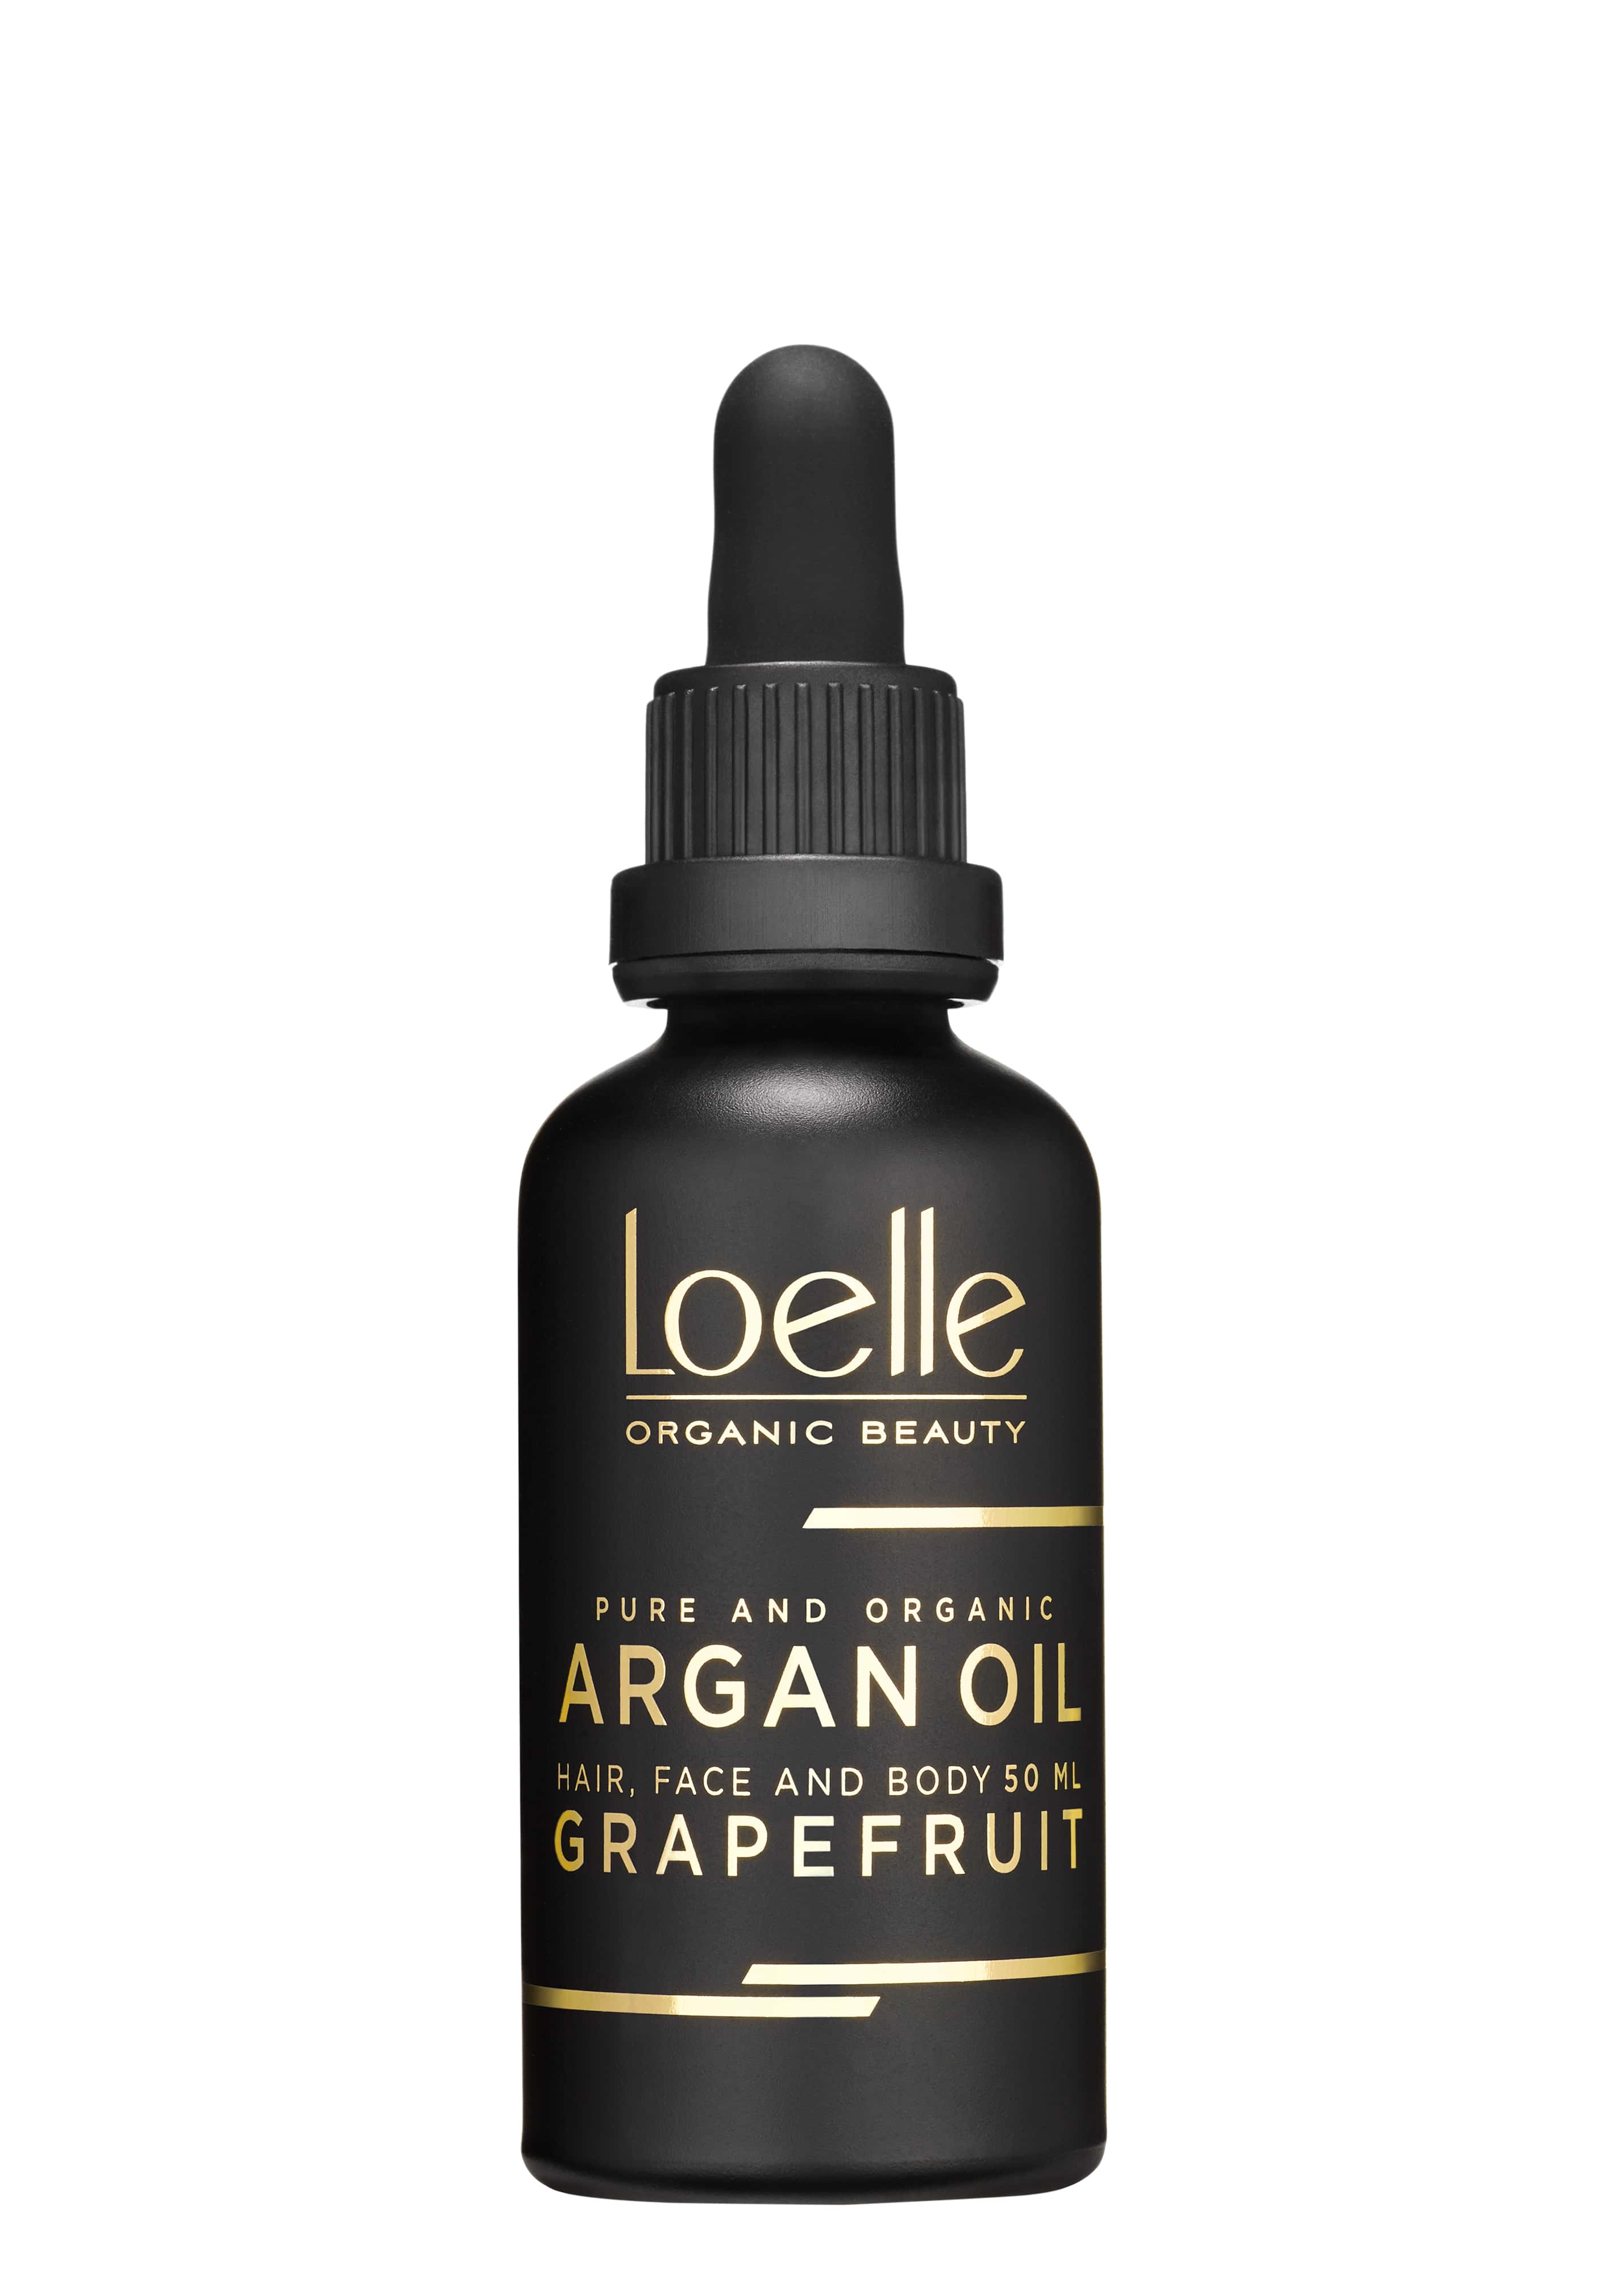 Loelle
ORGANIC BEAUTY
PURE AND ORGANIC
ARGAN OIL
HAIR, FACE AND BODY 50 ML
GRAPEFRUIT